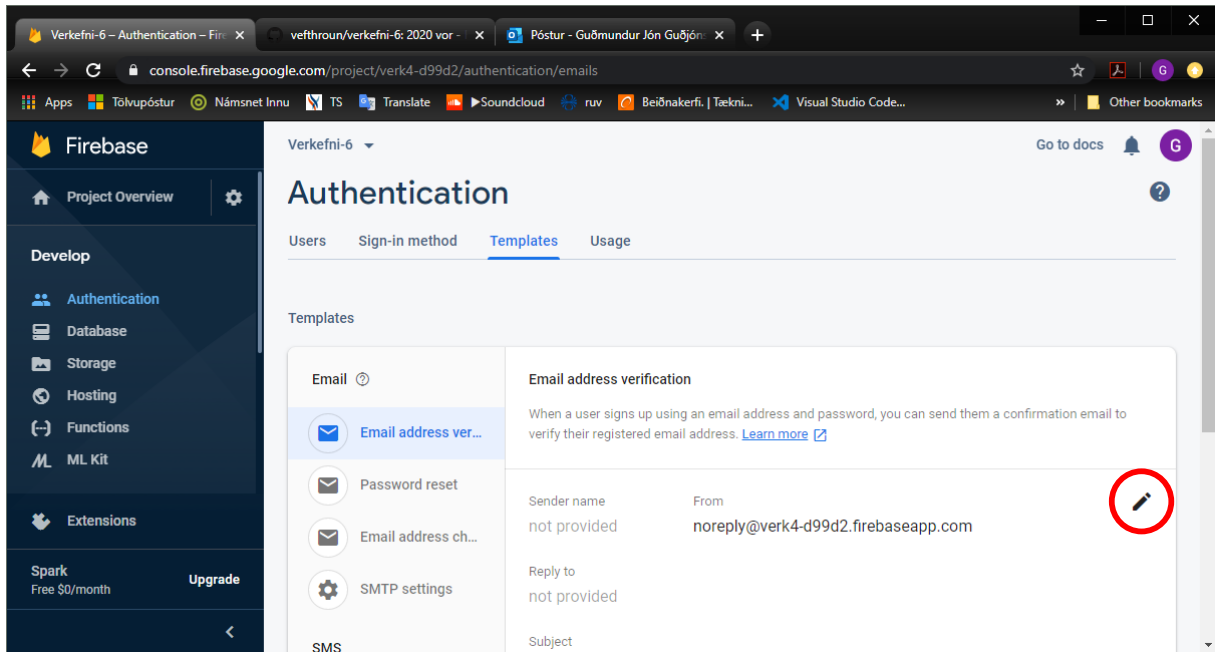 Verkefni-6 – Authentication – Fire
vefthroun/verkefni-6: 2020 vor -
Póstur - Guðmundur Jón Guðjóns
console.firebase.google.com/project/verk4-d99d2/authentication/emails
G
Apps
Tölvupóstur
Námsnet Innu
TS
Translate
►Soundcloud
ruv
Beiðnakerfi. | Tækni...
Visual Studio Code...
»
Other bookmarks
Firebase
Project Overview
Develop
Authentication
Database
Storage
Hosting
Functions
ML Kit
Extensions
Spark
Free $0/month
Upgrade
Verkefni-6
Go to docs
G
Authentication
Users
Sign-in method
Templates
Usage
Templates
Email
Email address ver...
Password reset
Email address ch...
SMTP settings
SMS
Email address verification
When a user signs up using an email address and password, you can send them a confirmation email to
verify their registered email address. Learn more
Sender name
not provided
From
noreply@verk4-d99d2.firebaseapp.com
Reply to
not provided
Subject